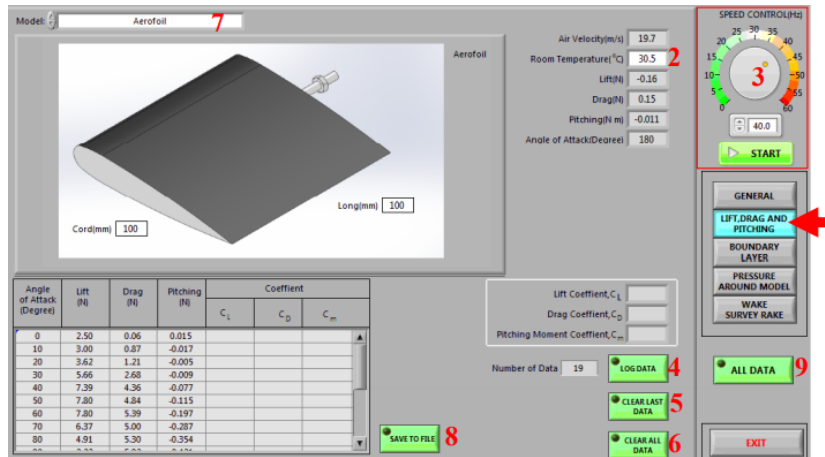 Model: Aerofoil 7
Aerofoil
Long(mm) 100
Cord(mm) 100
Air Velocity(m/s) 19.7
Room Temperature(°C) 30.5 2
Lift(N) -0.16
Drag(N) 0.15
Pitching(N m) -0.011
Angle of Attack(Degree) 180
SPEED CONTROL(Hz)
0 5 10 15 20 25 30 35 40 45 50 55 60
3
40.0
START
GENERAL
LIFT,DRAG AND PITCHING
BOUNDARY LAYER
PRESSURE AROUND MODEL
WAKE SURVEY RAKE
Angle of Attack (Degree) Lift (N) Drag (N) Pitching (N) Coeffient
CL CD Cm
0 2.50 0.06 0.015
10 3.00 0.87 -0.017
20 3.62 1.21 -0.005
30 5.66 2.68 -0.009
40 7.39 4.36 -0.077
50 7.80 4.84 -0.115
60 7.80 5.39 -0.197
70 6.37 5.00 -0.287
80 4.91 5.30 -0.354
Lift Coeffient,CL
Drag Coeffient,CD
Pitching Moment Coeffient,Cm
Number of Data 19
LOG DATA 4
CLEAR LAST DATA 5
CLEAR ALL DATA 6
SAVE TO FILE 8
ALL DATA 9
EXIT